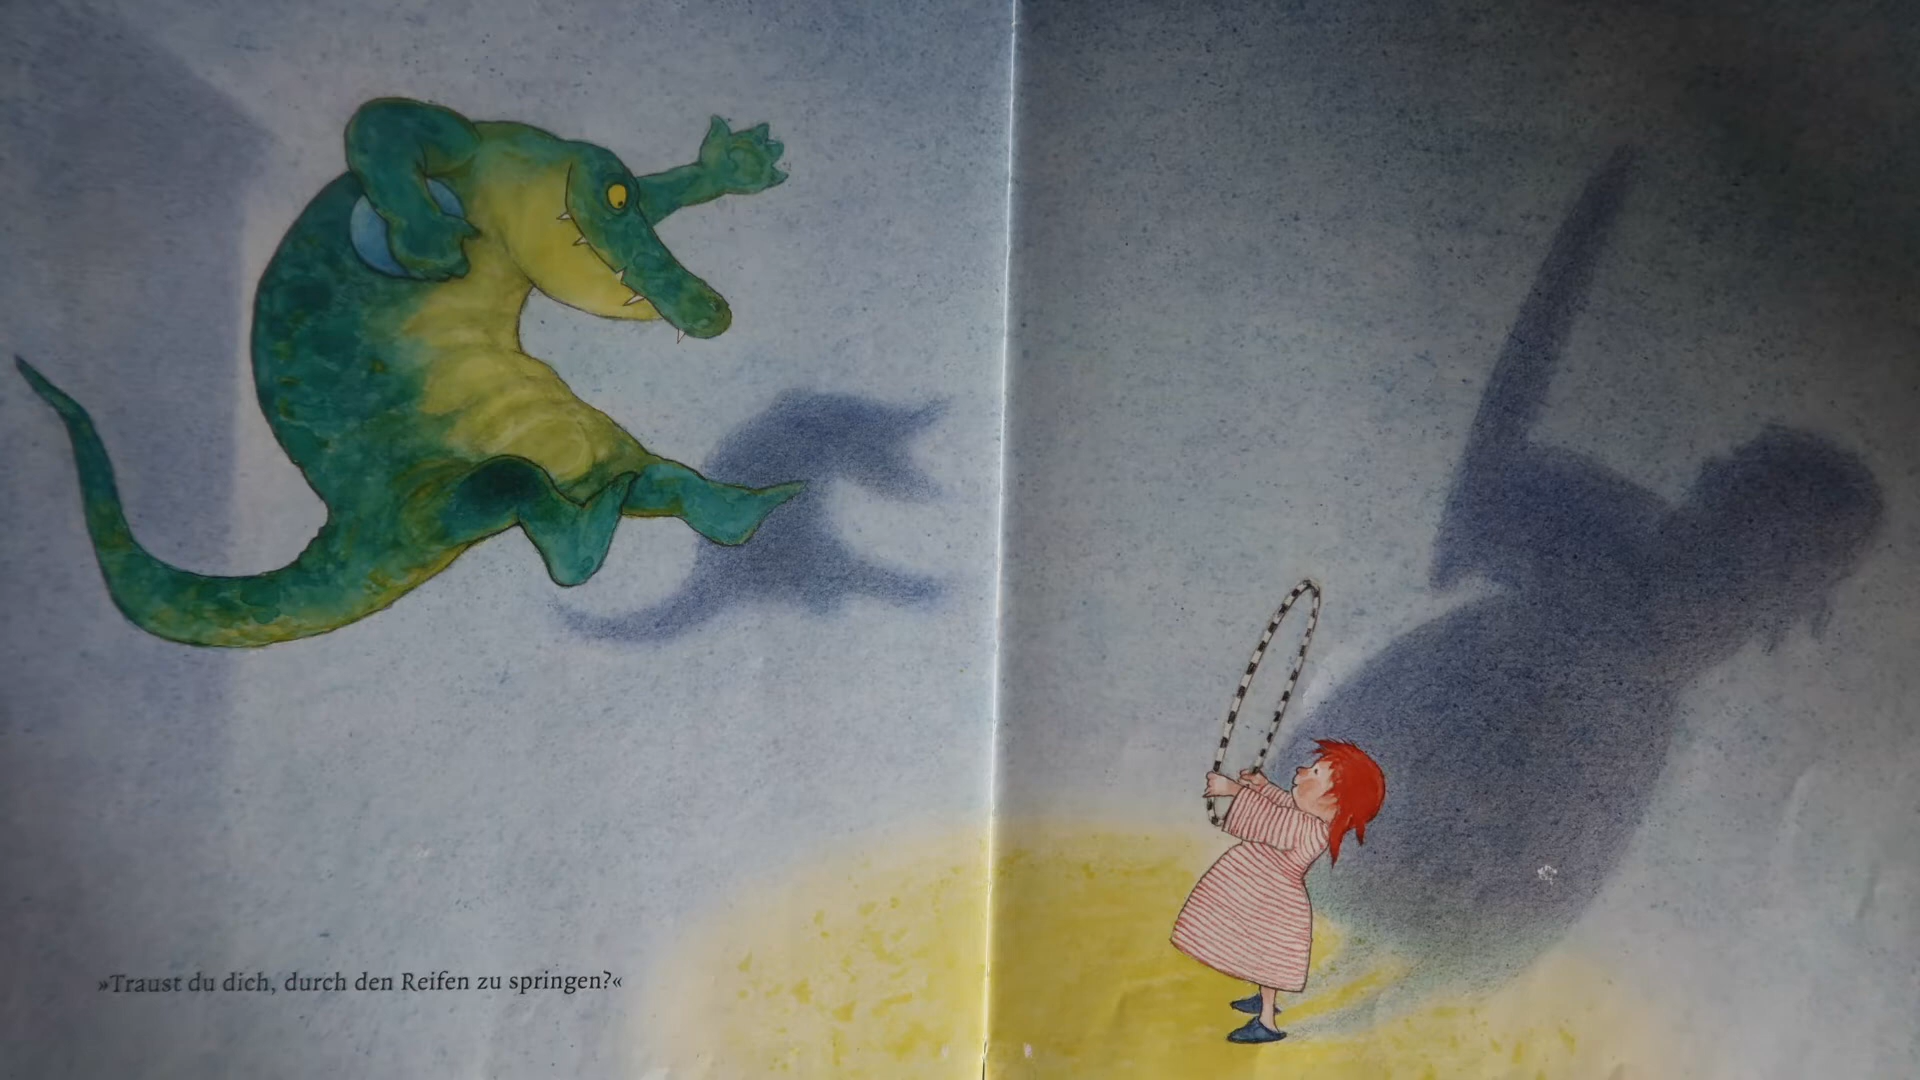 »Traust du dich, durch den Reifen zu springen?«